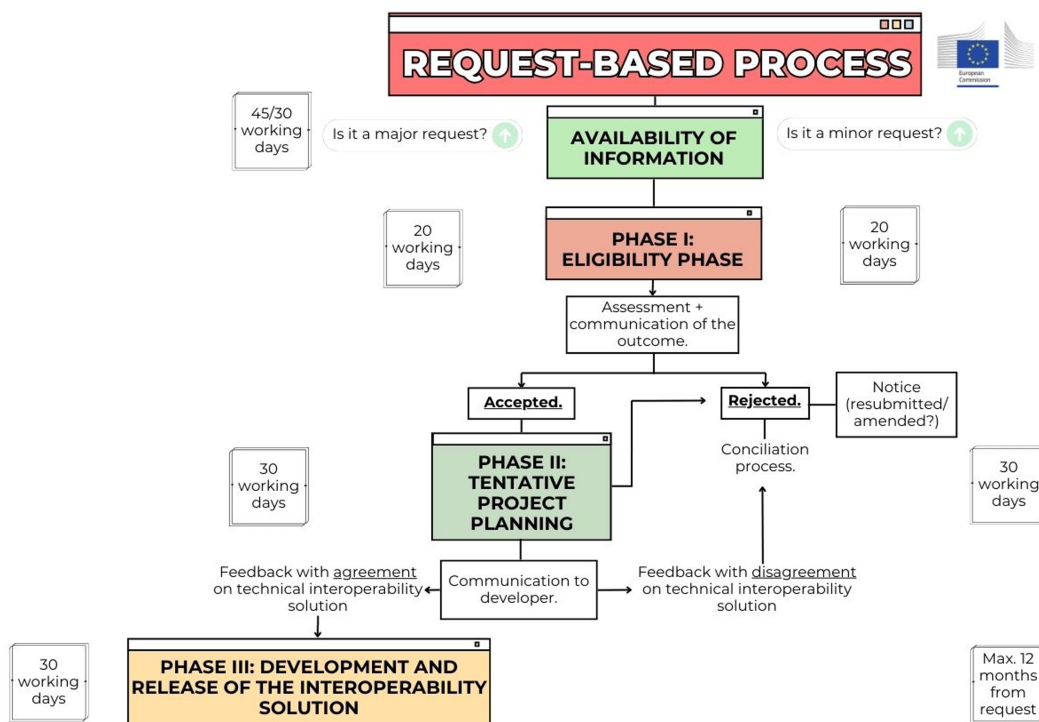 REQUEST-BASED PROCESS
European
Commission
45/30
working
days
Is it a major request?
AVAILABILITY OF
INFORMATION
Is it a minor request?
20
working
days
PHASE I:
ELIGIBILITY PHASE
20
working
days
Assessment +
communication of the
outcome.
Accepted.
Rejected.
Notice
(resubmitted/
amended?)
30
working
days
PHASE II:
TENTATIVE
PROJECT
PLANNING
Conciliation
process.
30
working
days
Feedback with agreement
on technical interoperability
solution
Communication to
developer.
Feedback with disagreement
on technical interoperability
solution
30
working
days
PHASE III: DEVELOPMENT AND
RELEASE OF THE INTEROPERABILITY
SOLUTION
Max. 12
months
from
request